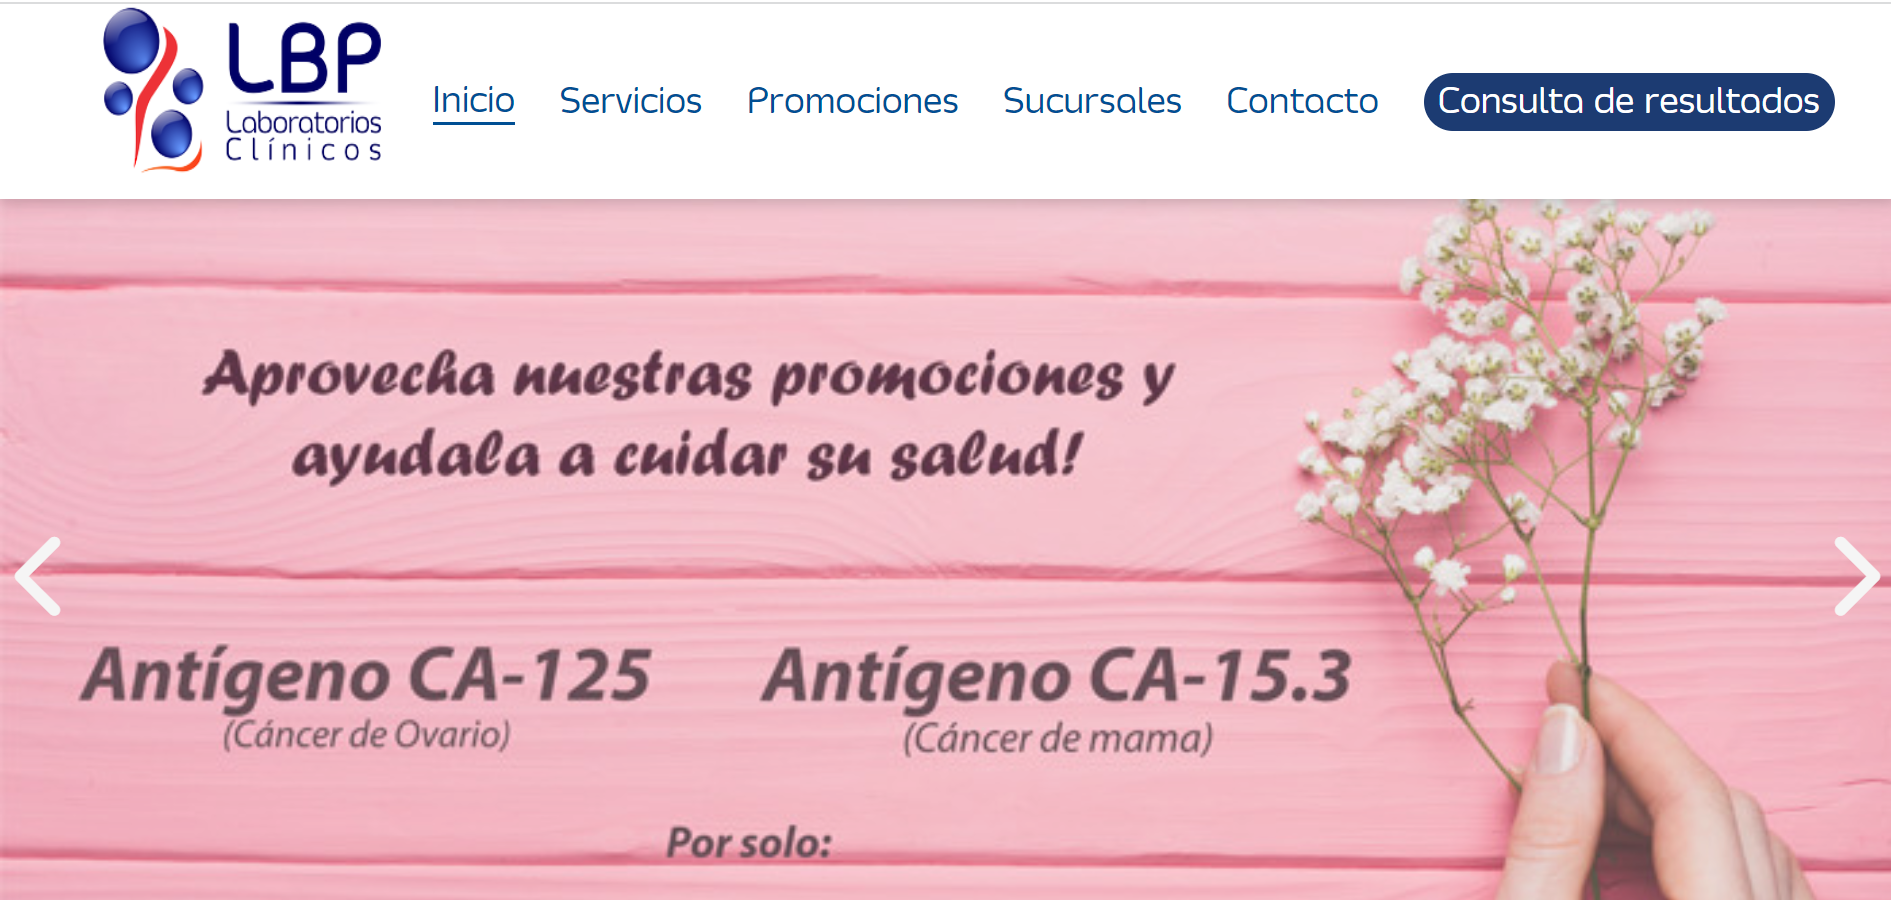 LBP
Laboratorios
Clínicos
Inicio Servicios Promociones Sucursales Contacto Consulta de resultados
Aprovecha nuestras promociones y
ayudala a cuidar su salud!
Antígeno CA-125 Antígeno CA-15.3
(Cáncer de Ovario) (Cáncer de mama)
Por solo: